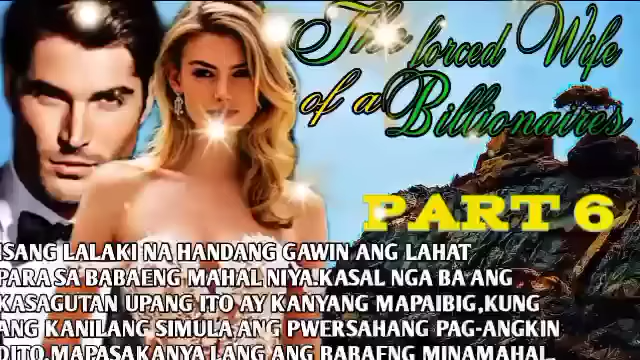 The forced Wife
of a Billionaires
PART 6
ISANG LALAKI NA HANDANG GAWIN ANG LAHAT
PARA SA BABAENG MAHAL NIYA.KASAL NGA BA ANG
KASAGUTAN UPANG ITO AY KANYANG MAPAIBIG,KUNG
ANG KANILANG SIMULA ANG PWERSAHANG PAG-ANGKIN
DITO.MAPASAKANYA LANG ANG BABAENG MINAMAHAL.